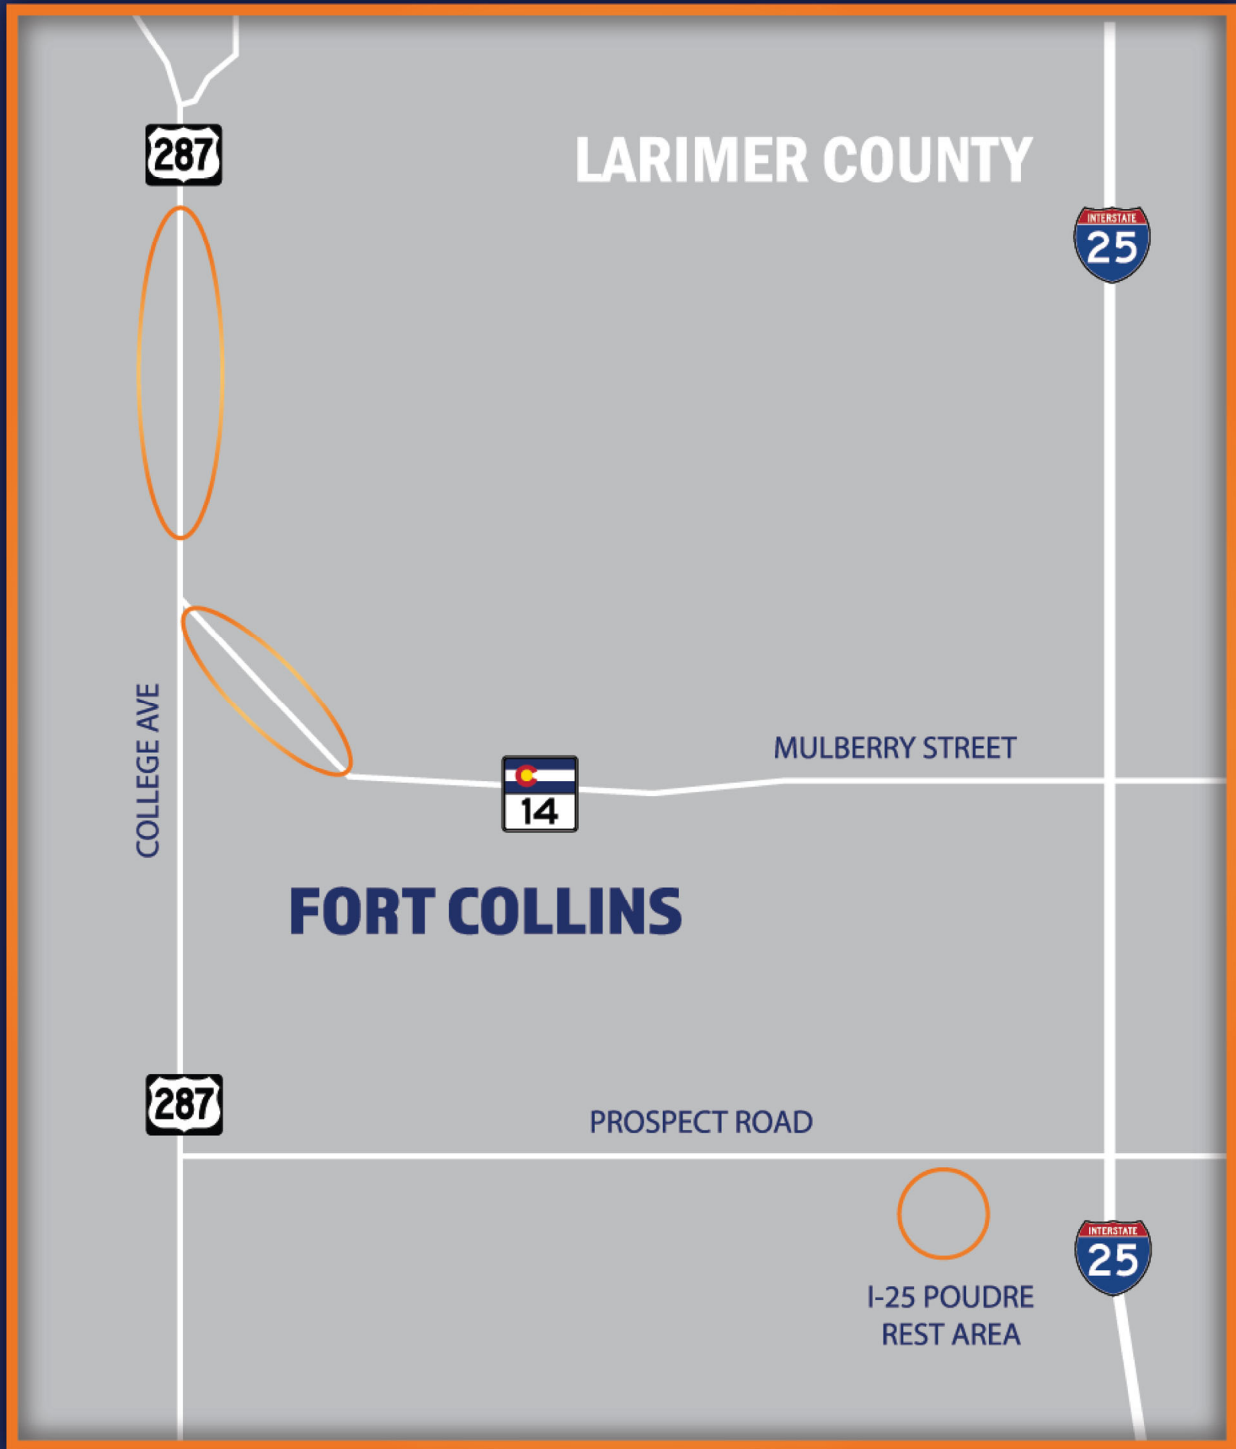 287
LARIMER COUNTY
INTERSTATE
25
COLLEGE AVE
MULBERRY STREET
14
FORT COLLINS
287
PROSPECT ROAD
INTERSTATE
25
I-25 POUDRE
REST AREA